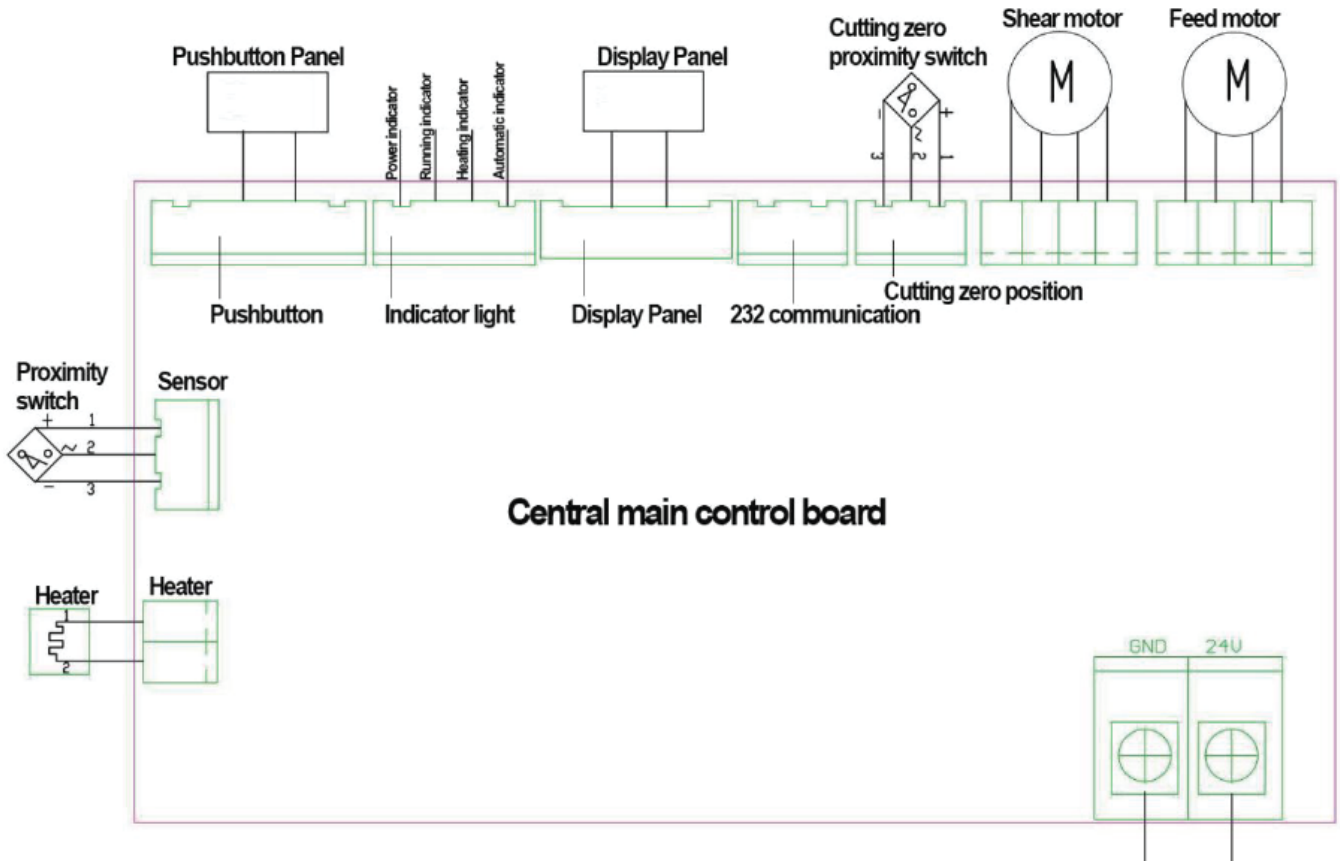 Pushbutton Panel
Display Panel
Cutting zero
proximity switch
Shear motor
Feed motor
M
M
Power indicator
Running indicator
Heating indicator
Automatic indicator
- +
3 2 1
Pushbutton
Indicator light
Display Panel
232 communication
Cutting zero position
Proximity
switch
Sensor
+ 1
2
- 3
Central main control board
Heater
Heater
1
2
GND 24V